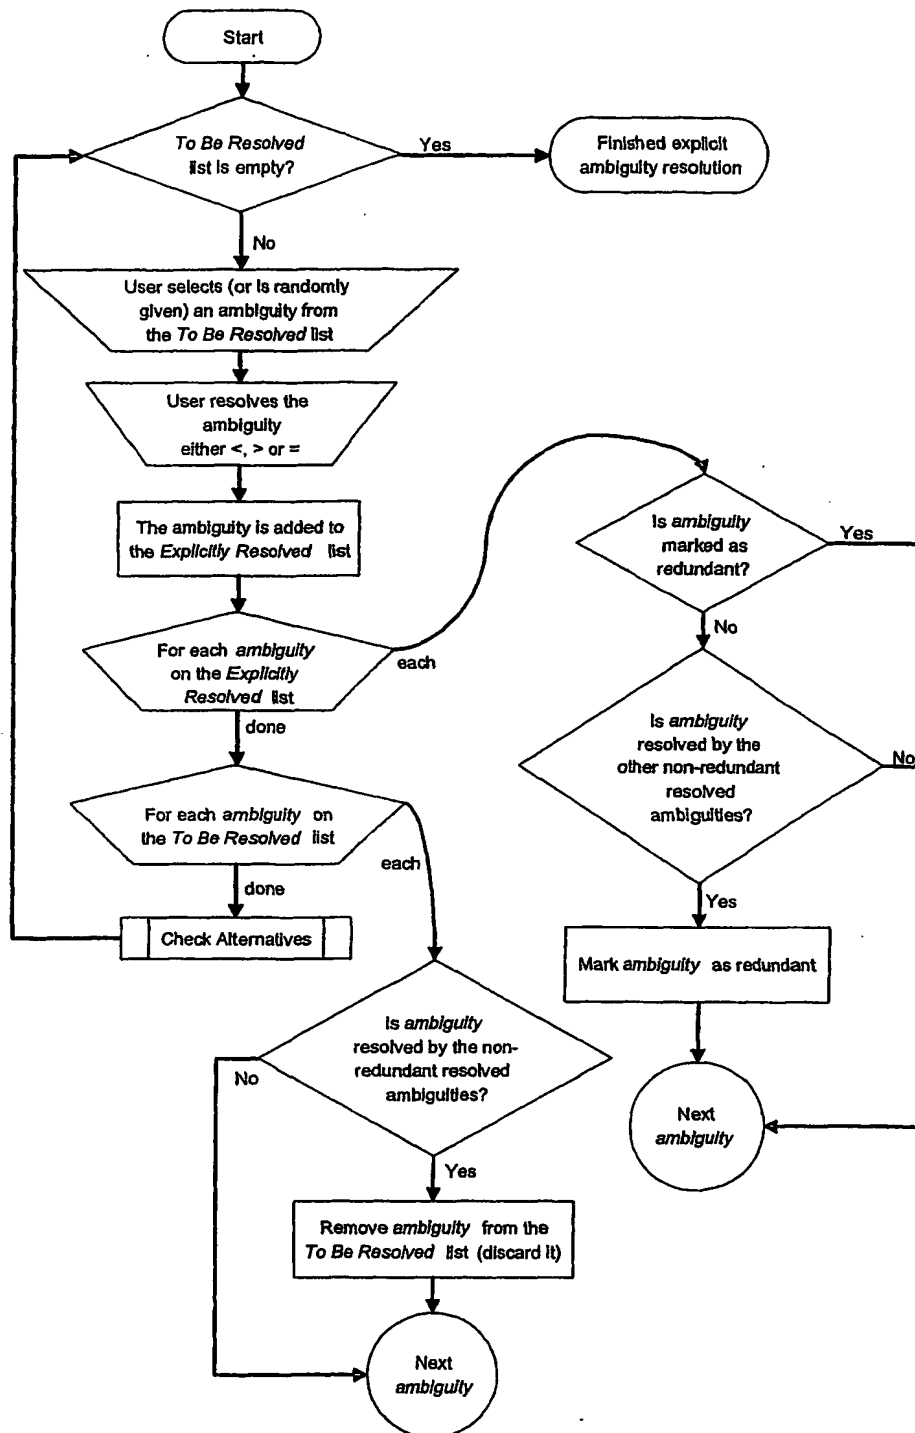 Start
To Be Resolved
list is empty?
Yes
Finished explicit
ambiguity resolution
No
User selects (or is randomly
given) an ambiguity from
the To Be Resolved list
User resolves the
ambiguity
either <, > or =
The ambiguity is added to
the Explicitly Resolved list
For each ambiguity
on the Explicitly
Resolved list
each
done
For each ambiguity on
the To Be Resolved list
each
done
Check Alternatives
Is ambiguity
marked as
redundant?
Yes
No
Is ambiguity
resolved by the
other non-redundant
resolved
ambiguities?
No
Yes
Mark ambiguity as redundant
Next
ambiguity
Is ambiguity
resolved by the non-
redundant resolved
ambiguities?
No
Yes
Remove ambiguity from the
To Be Resolved list (discard it)
Next
ambiguity